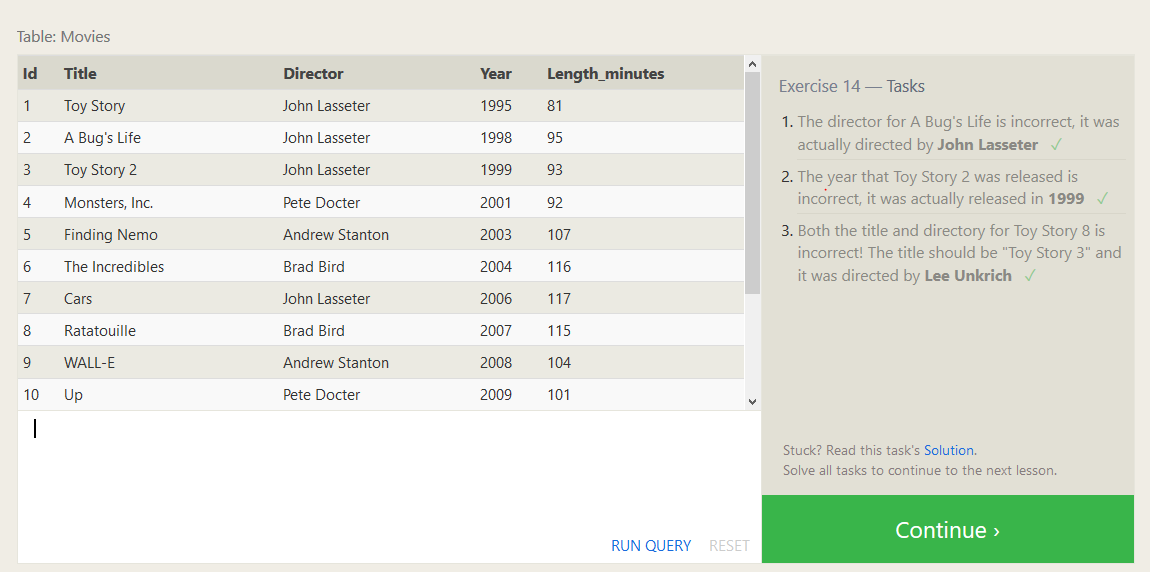 Table: Movies
Id Title Director Year Length_minutes
1 Toy Story John Lasseter 1995 81
2 A Bug's Life John Lasseter 1998 95
3 Toy Story 2 John Lasseter 1999 93
4 Monsters, Inc. Pete Docter 2001 92
5 Finding Nemo Andrew Stanton 2003 107
6 The Incredibles Brad Bird 2004 116
7 Cars John Lasseter 2006 117
8 Ratatouille Brad Bird 2007 115
9 WALL-E Andrew Stanton 2008 104
10 Up Pete Docter 2009 101
RUN QUERY RESET
Exercise 14 — Tasks
1. The director for A Bug's Life is incorrect, it was
actually directed by John Lasseter ✓
2. The year that Toy Story 2 was released is
incorrect, it was actually released in 1999 ✓
3. Both the title and directory for Toy Story 8 is
incorrect! The title should be "Toy Story 3" and
it was directed by Lee Unkrich ✓
Stuck? Read this task's Solution.
Solve all tasks to continue to the next lesson.
Continue ›